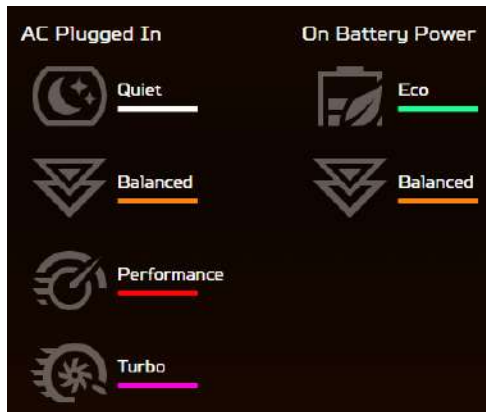 AC Plugged In
On Battery Power
Quiet
Eco
Balanced
Balanced
Performance
Turbo